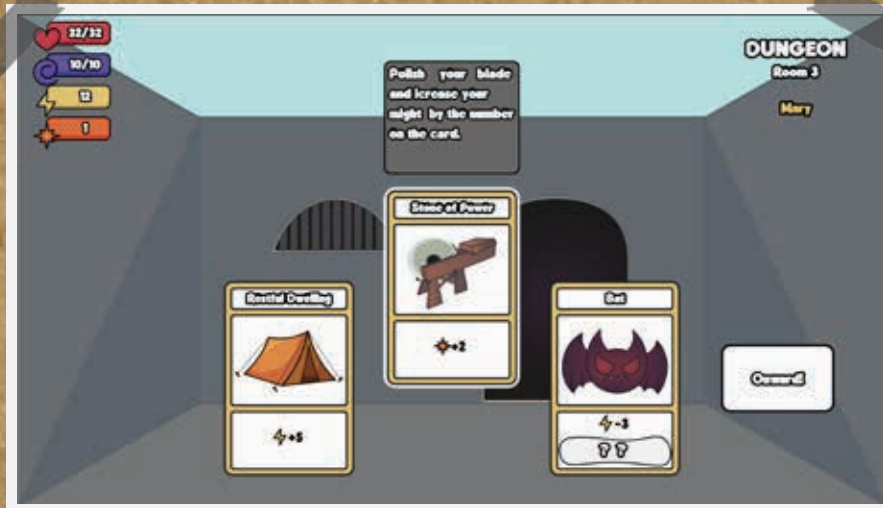 32/32
10/10
12
1
DUNGEON
Room 3
Mary
Polish your blade
and icrease your
might by the number
on the card.
Stone of Power
+2
Restful Dwelling
+5
Bat
-3
? ?
Onward!